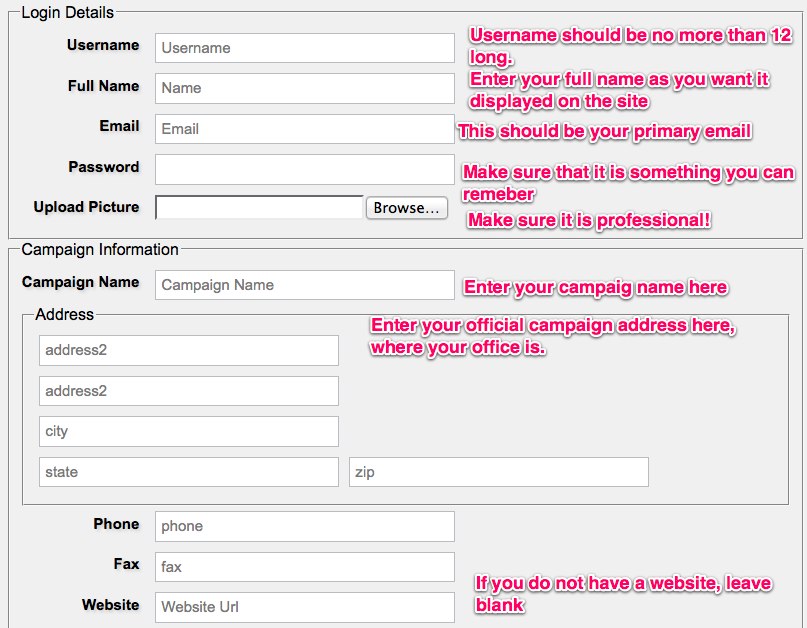 Login Details
Username Username Username should be no more than 12
long.
Full Name Name Enter your full name as you want it
displayed on the site
Email Email This should be your primary email
Password Make sure that it is something you can
remeber
Upload Picture Browse... Make sure it is professional!
Campaign Information
Campaign Name Campaign Name Enter your campaig name here
Address
Enter your official campaign address here,
where your office is.
address2
address2
city
state zip
Phone phone
Fax fax
If you do not have a website, leave
blank
Website Website Url